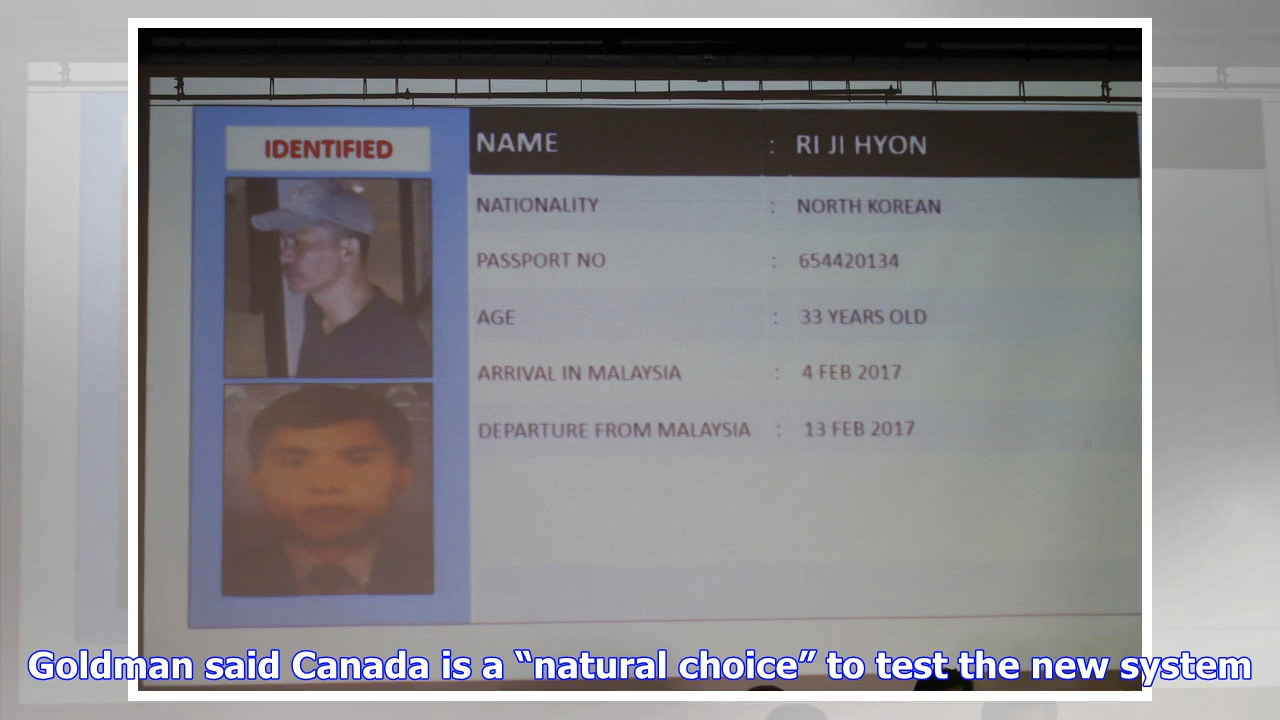 IDENTIFIED
NAME : RI JI HYON
NATIONALITY : NORTH KOREAN
PASSPORT NO : 654420134
AGE : 33 YEARS OLD
ARRIVAL IN MALAYSIA : 4 FEB 2017
DEPARTURE FROM MALAYSIA : 13 FEB 2017
Goldman said Canada is a “natural choice” to test the new system